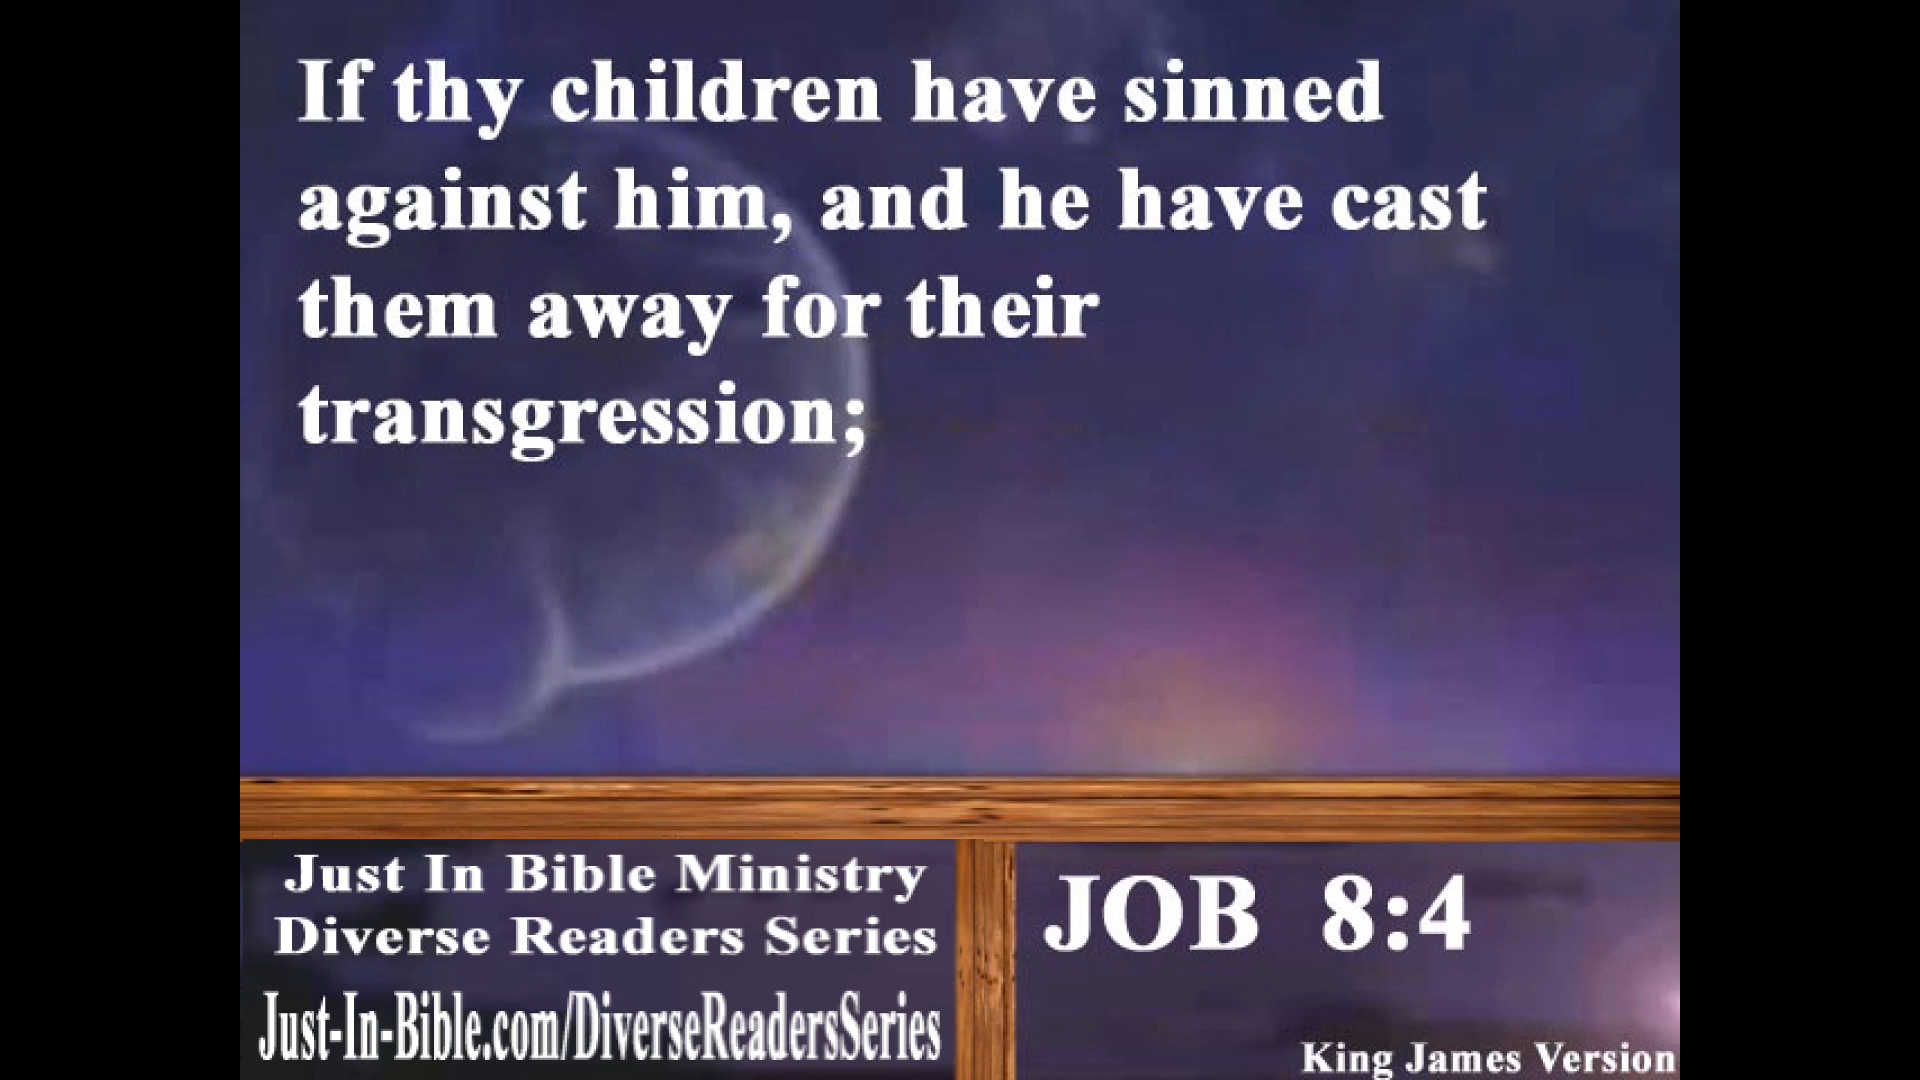 If thy children have sinned
against him, and he have cast
them away for their
transgression;
Just In Bible Ministry
Diverse Readers Series
Just-In-Bible.com/DiverseReadersSeries
JOB 8:4
King James Version